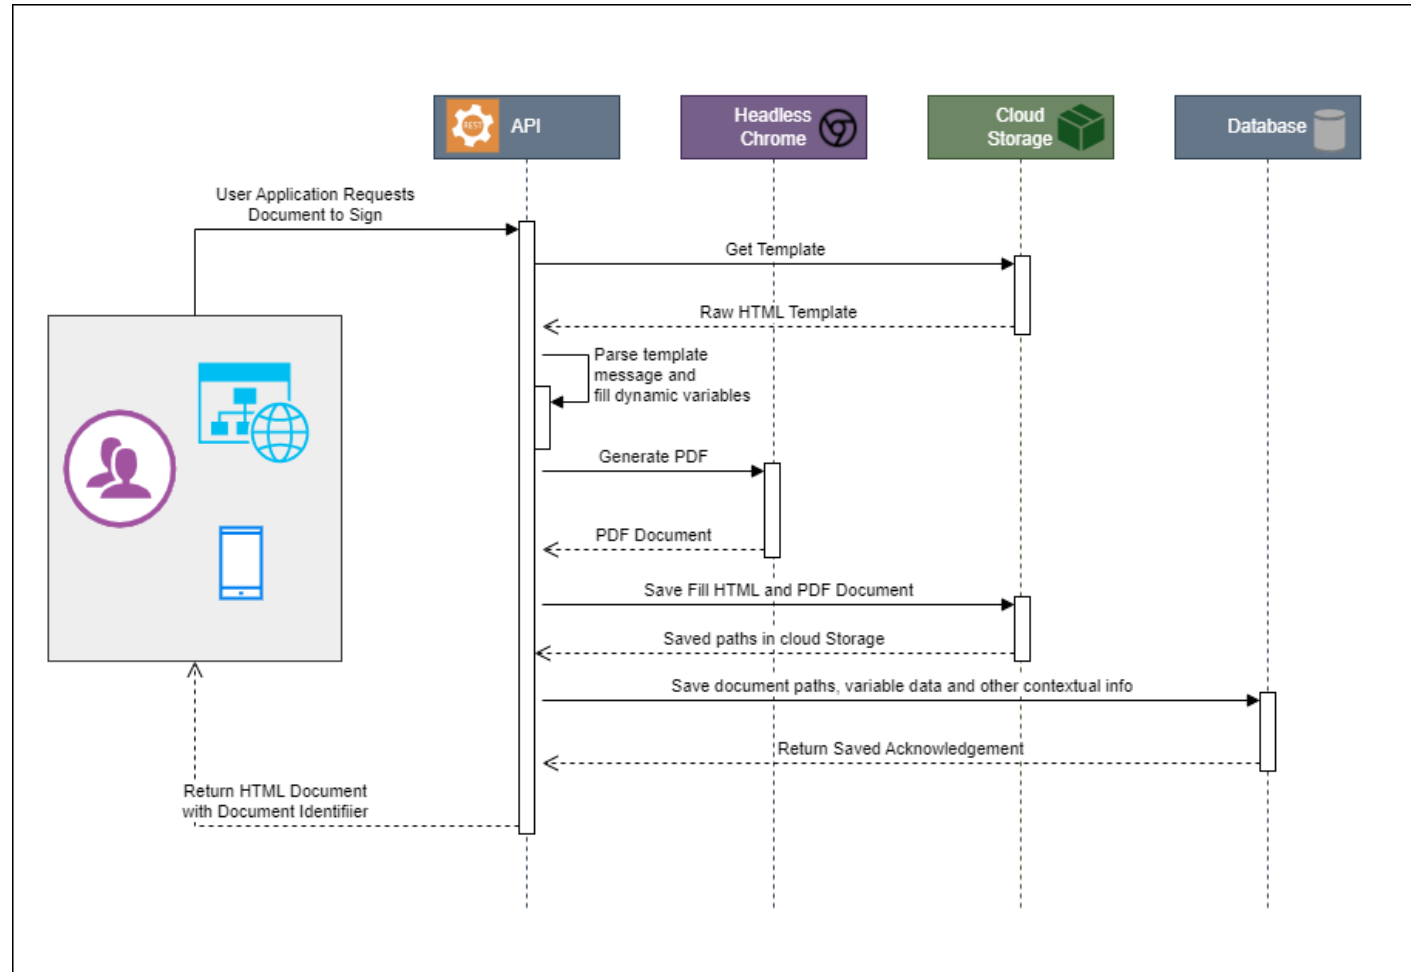 API
Headless
Chrome
Cloud
Storage
Database
REST
User Application Requests
Document to Sign
Get Template
Raw HTML Template
Parse template
message and
fill dynamic variables
Generate PDF
PDF Document
Save Fill HTML and PDF Document
Saved paths in cloud Storage
Save document paths, variable data and other contextual info
Return Saved Acknowledgement
Return HTML Document
with Document Identifiier